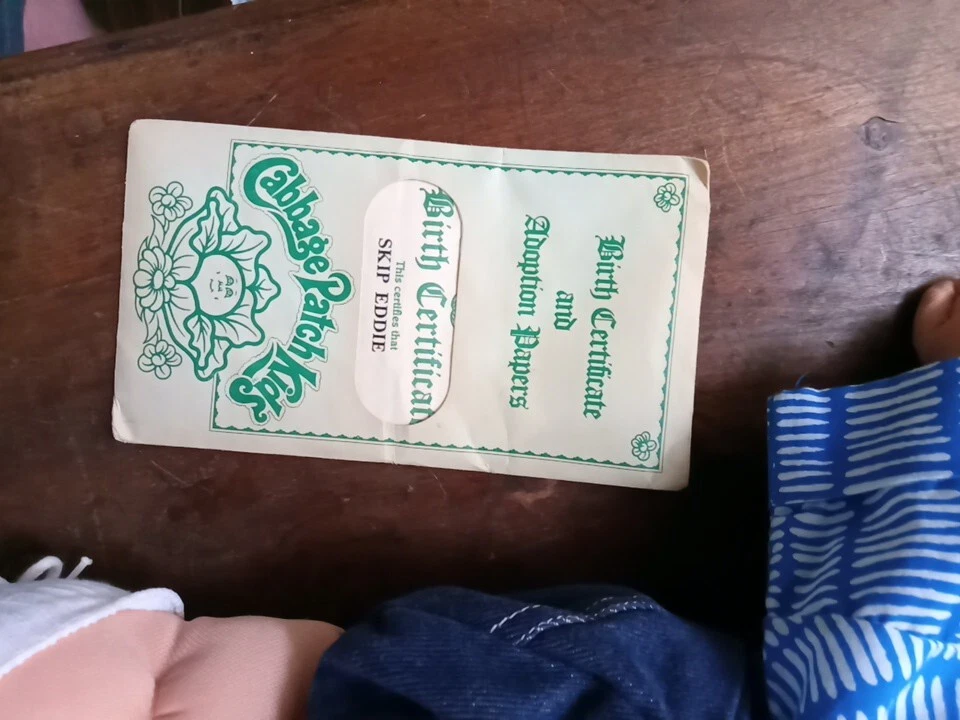 Birth Certificate
and
Adoption Papers
Birth Certificat
This certifies that
SKIP EDDIE
Cabbage Patch Kids